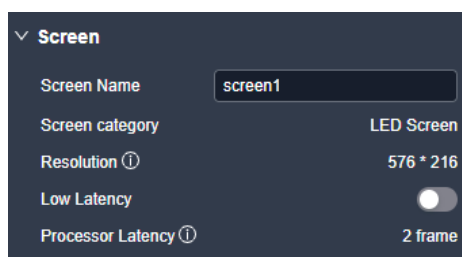 Screen
Screen Name screen1
Screen category LED Screen
Resolution 576 * 216
Low Latency
Processor Latency 2 frame